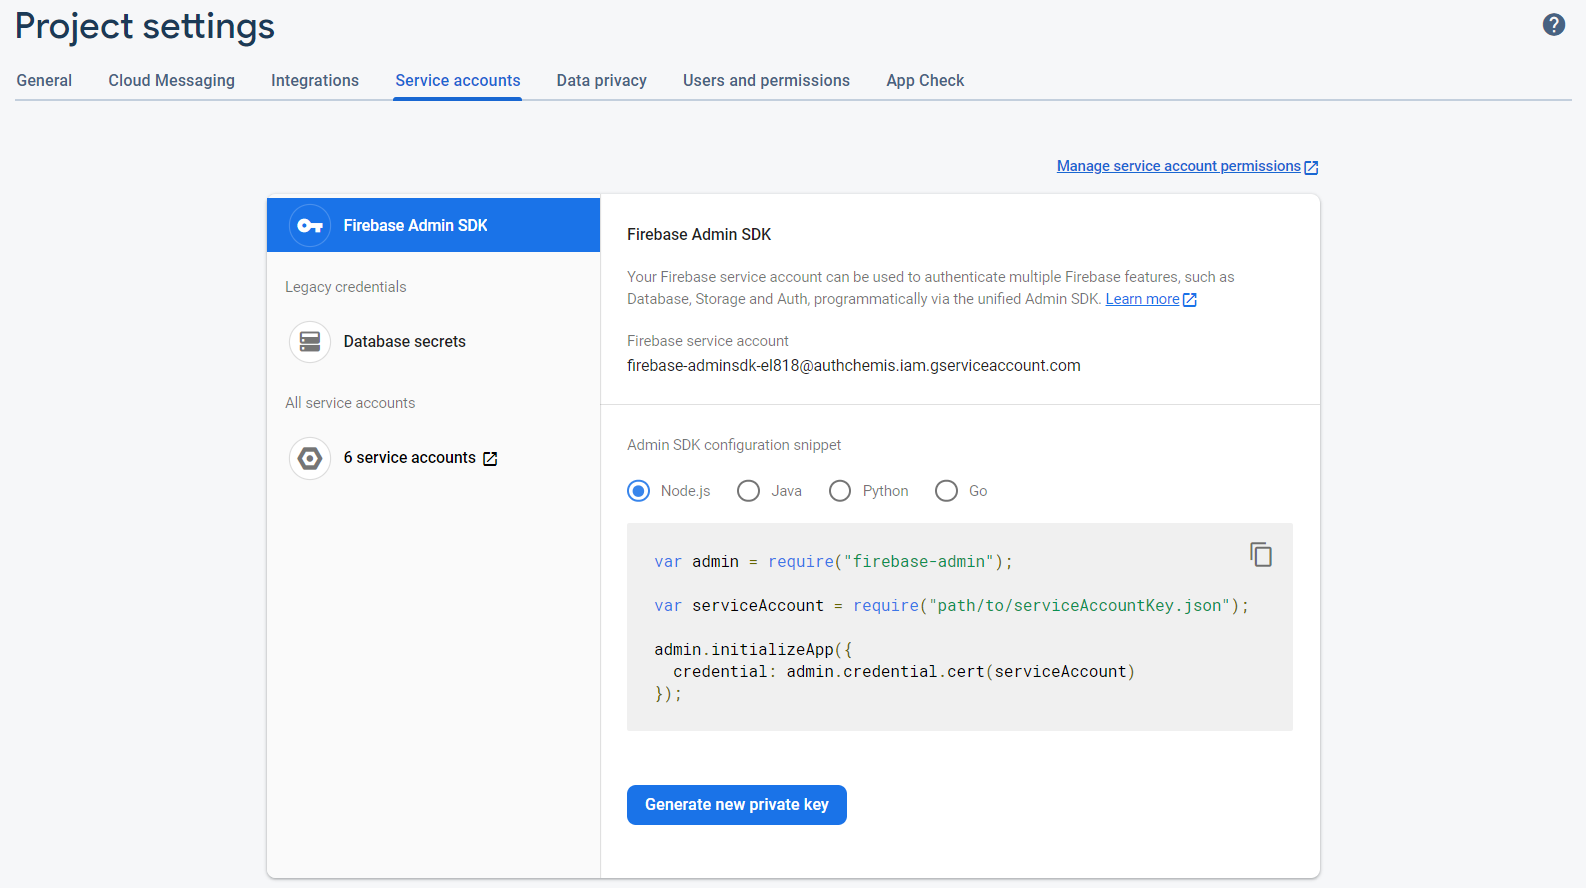 Project settings
?
General Cloud Messaging Integrations Service accounts Data privacy Users and permissions App Check
Manage service account permissions
Firebase Admin SDK
Legacy credentials
Database secrets
All service accounts
6 service accounts
Firebase Admin SDK
Your Firebase service account can be used to authenticate multiple Firebase features, such as
Database, Storage and Auth, programmatically via the unified Admin SDK. Learn more
Firebase service account
firebase-adminsdk-el818@authchemis.iam.gserviceaccount.com
Admin SDK configuration snippet
Node.js Java Python Go
var admin = require("firebase-admin");
var serviceAccount = require("path/to/serviceAccountKey.json");
admin.initializeApp({
  credential: admin.credential.cert(serviceAccount)
});
Generate new private key